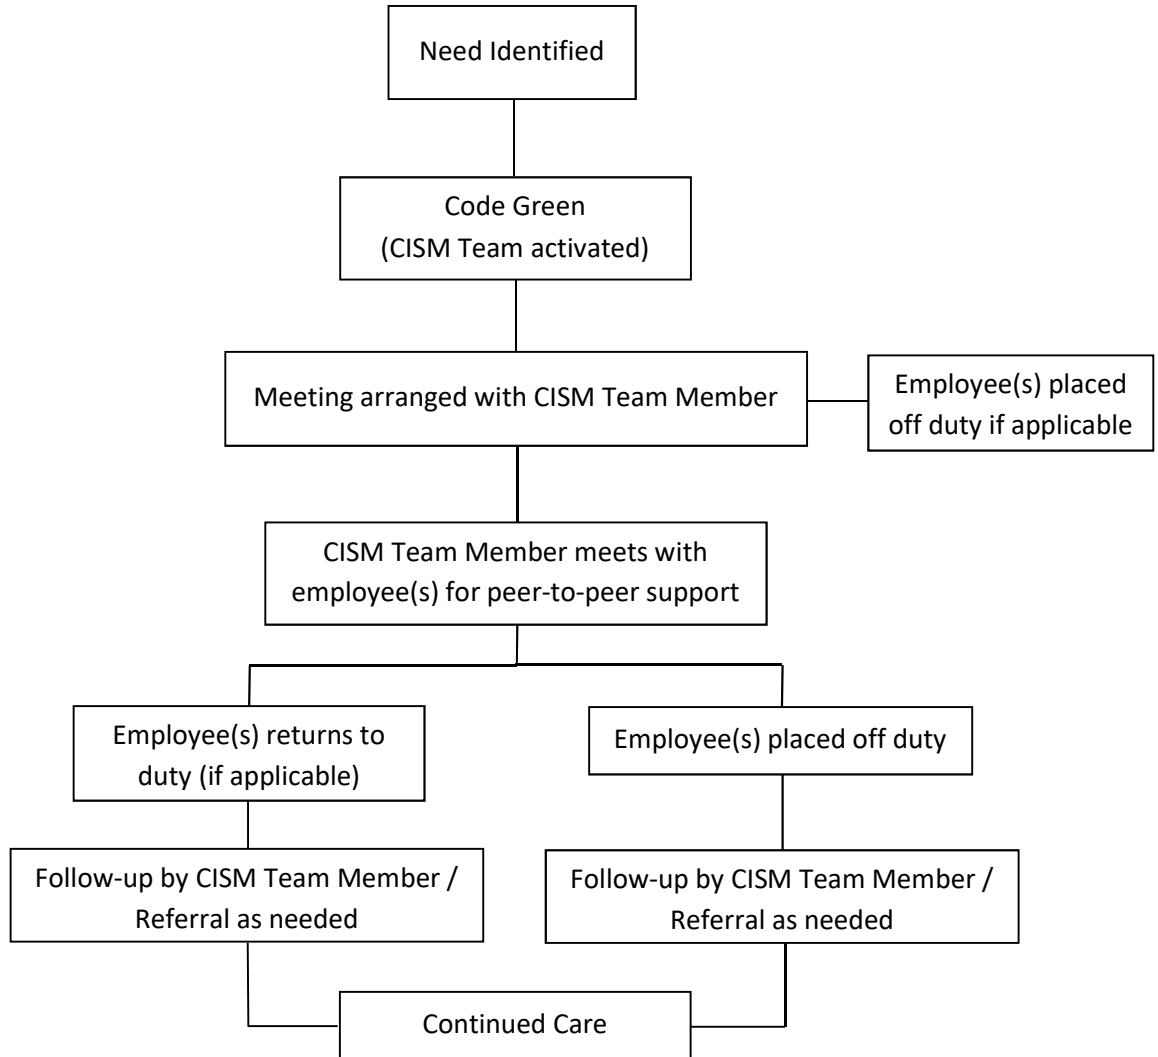 Need Identified
Code Green
(CISM Team activated)
Meeting arranged with CISM Team Member
Employee(s) placed
off duty if applicable
CISM Team Member meets with
employee(s) for peer-to-peer support
Employee(s) returns to
duty (if applicable)
Employee(s) placed off duty
Follow-up by CISM Team Member /
Referral as needed
Follow-up by CISM Team Member /
Referral as needed
Continued Care